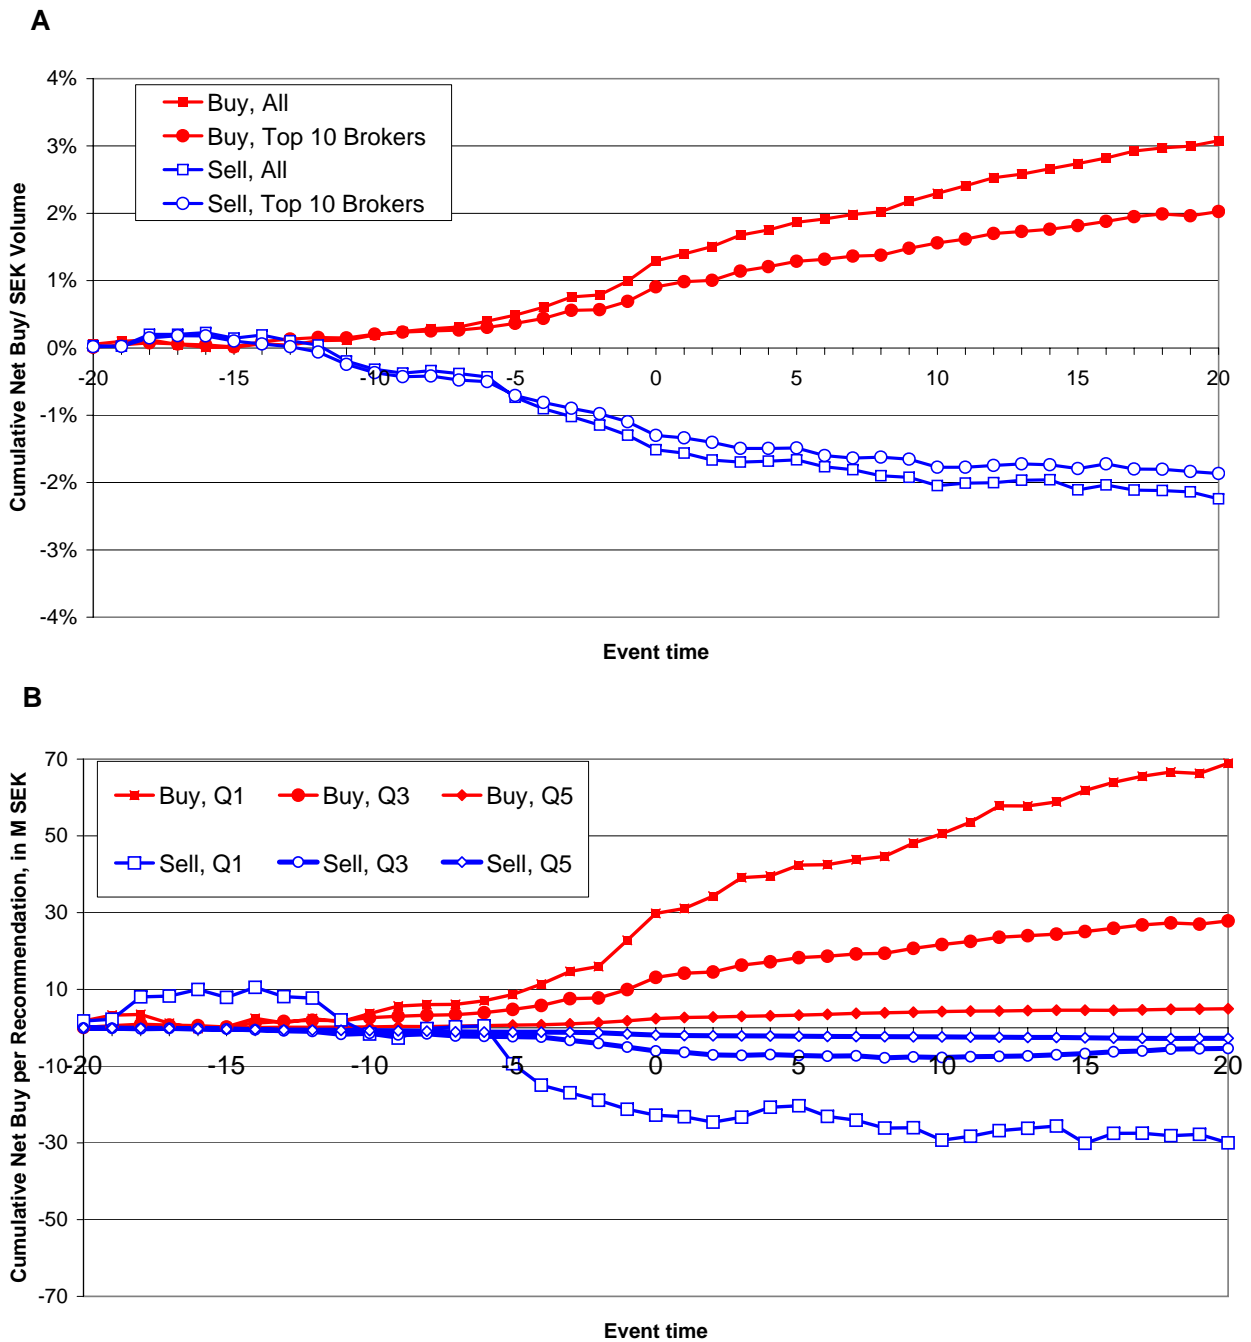 A
4%
3%
2%
1%
0%
-1%
-2%
-3%
-4%
Cumulative Net Buy/ SEK Volume
Buy, All
Buy, Top 10 Brokers
Sell, All
Sell, Top 10 Brokers
-20 -15 -10 -5 0 5 10 15 20
Event time
B
70
50
30
10
-10
-30
-50
-70
Cumulative Net Buy per Recommendation, in M SEK
Buy, Q1 Buy, Q3 Buy, Q5
Sell, Q1 Sell, Q3 Sell, Q5
-20 -15 -10 -5 0 5 10 15 20
Event time